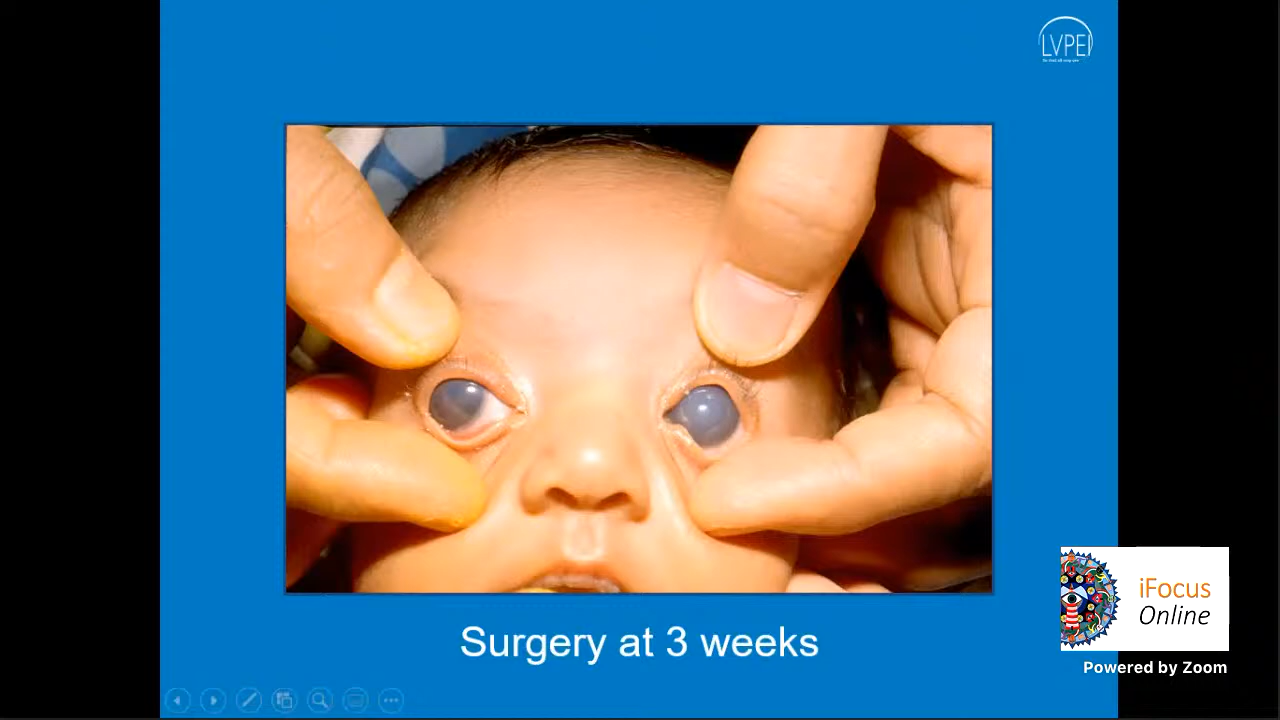 LVPEI
Surgery at 3 weeks
iFocus
Online
Powered by Zoom